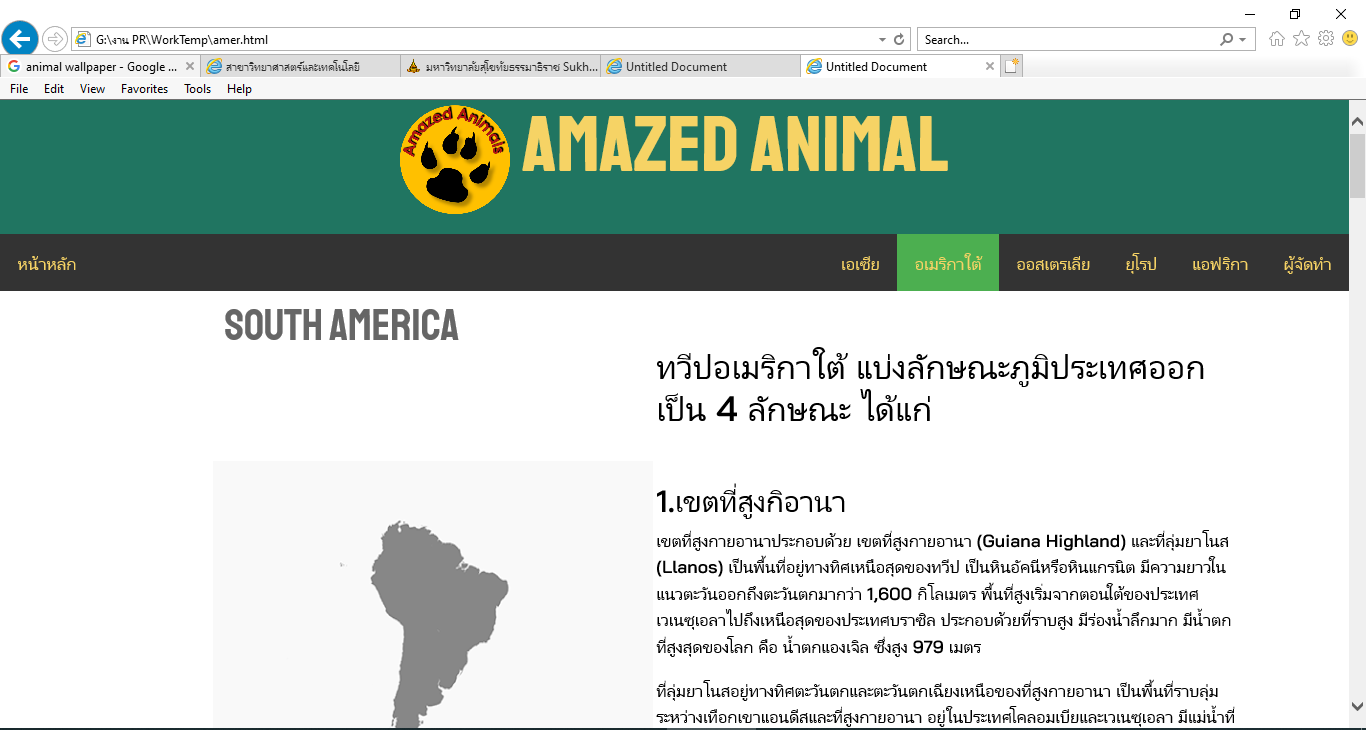 G:\งาน PR\WorkTemp\amer.html
Search...
animal wallpaper - Google ...
สาขาวิทยาศาสตร์และเทคโนโลยี
มหาวิทยาลัยสุโขทัยธรรมาธิราช Sukh...
Untitled Document
Untitled Document
File Edit View Favorites Tools Help
Amazed Animals
AMAZED ANIMAL
หน้าหลัก
เอเซีย
อเมริกาใต้
ออสเตรเลีย
ยุโรป
แอฟริกา
ผู้จัดทำ
SOUTH AMERICA
ทวีปอเมริกาใต้ แบ่งลักษณะภูมิประเทศออก
เป็น 4 ลักษณะ ได้แก่
1.เขตที่สูงกิอานา
เขตที่สูงกายอานาประกอบด้วย เขตที่สูงกายอานา (Guiana Highland) และที่ลุ่มยาโนส
(Llanos) เป็นพื้นที่อยู่ทางทิศเหนือสุดของทวีป เป็นหินอัคนีหรือหินแกรนิต มีความยาวใน
แนวตะวันออกถึงตะวันตกมากว่า 1,600 กิโลเมตร พื้นที่สูงเริ่มจากตอนใต้ของประเทศ
เวเนซุเอลาไปถึงเหนือสุดของประเทศบราซิล ประกอบด้วยที่ราบสูง มีร่องน้ำลึกมาก มีน้ำตก
ที่สูงสุดของโลก คือ น้ำตกแองเจิล ซึ่งสูง 979 เมตร
ที่ลุ่มยาโนสอยู่ทางทิศตะวันตกและตะวันตกเฉียงเหนือของที่สูงกายอานา เป็นพื้นที่ราบลุ่ม
ระหว่างเทือกเขาแอนดีสและที่สูงกายอานา อยู่ในประเทศโคลอมเบียและเวเนซุเอลา มีแม่น้ำที่